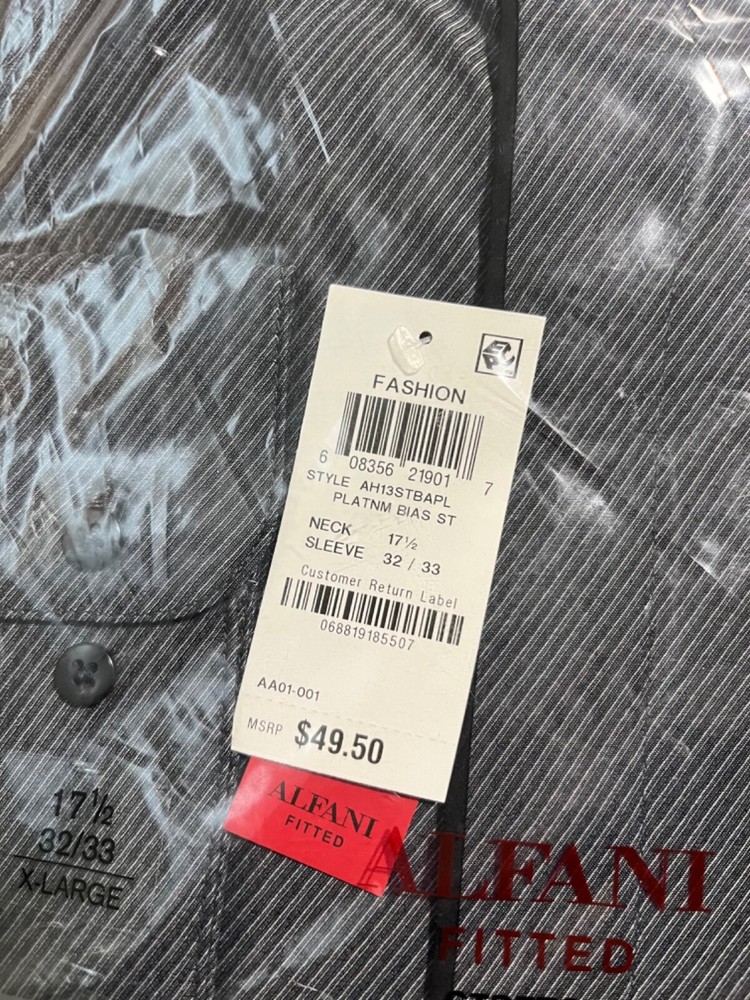 FASHION
6 08356 21901 7
STYLE AH13STBAPL
PLATNM BIAS ST
NECK 17½
SLEEVE 32 / 33
Customer Return Label
068819185507
AA01-001
MSRP $49.50
ALFANI
FITTED
17½
32/33
X-LARGE
ALFANI
FITTED